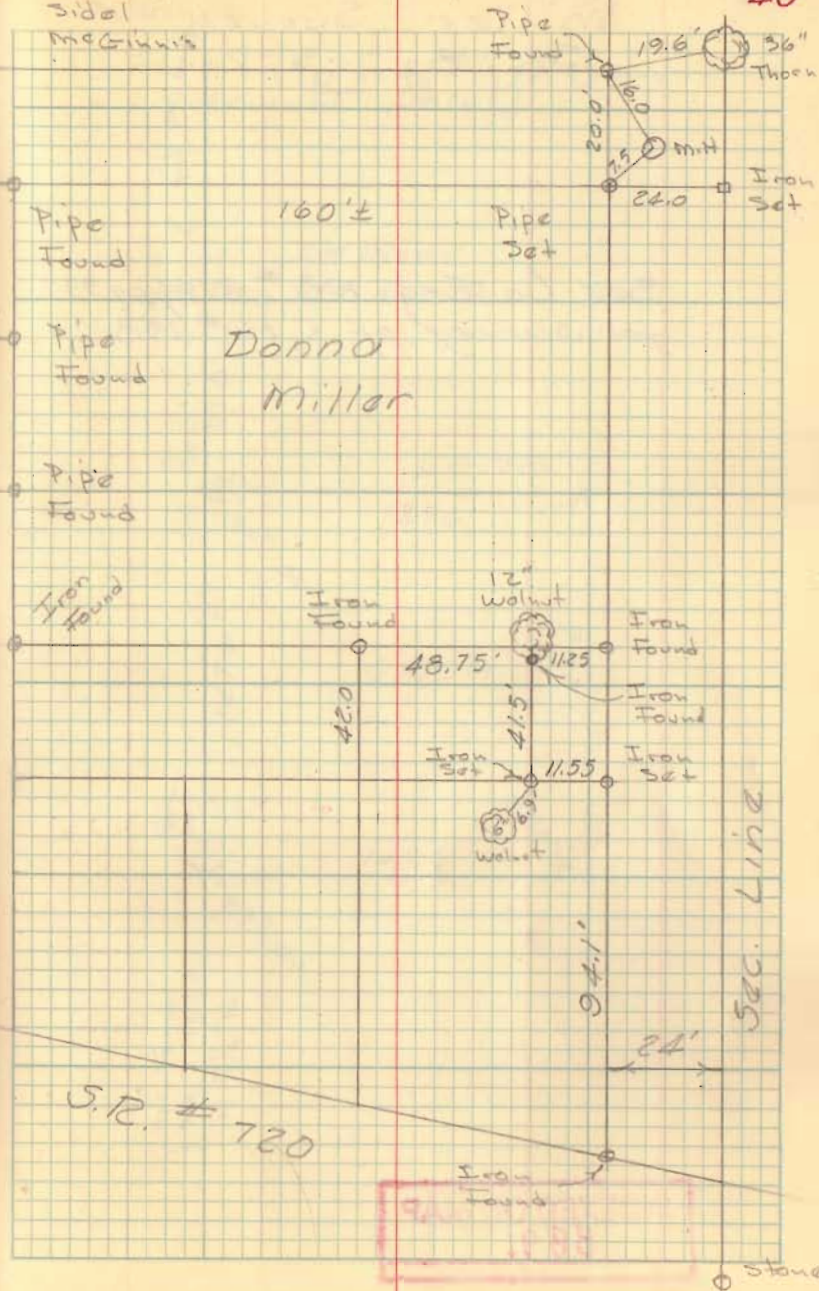 Sidel
McGinnis
Pipe
Found
19.6'
36"
Thorn
16.0
20.0'
M.H
7.5
24.0
Iron
Set
Pipe
Found
160'±
Pipe
Set
Pipe
Found
Donna
Miller
Pipe
Found
Iron
Found
Iron
Found
12"
Walnut
Iron
Found
48.75'
11.25
Iron
Found
42.0
41.5'
Iron
Set
11.55
Iron
Set
6"
6.9'
Walnut
Sec. Line
94.1'
24'
S.R. # 720
Iron
Found
Stone